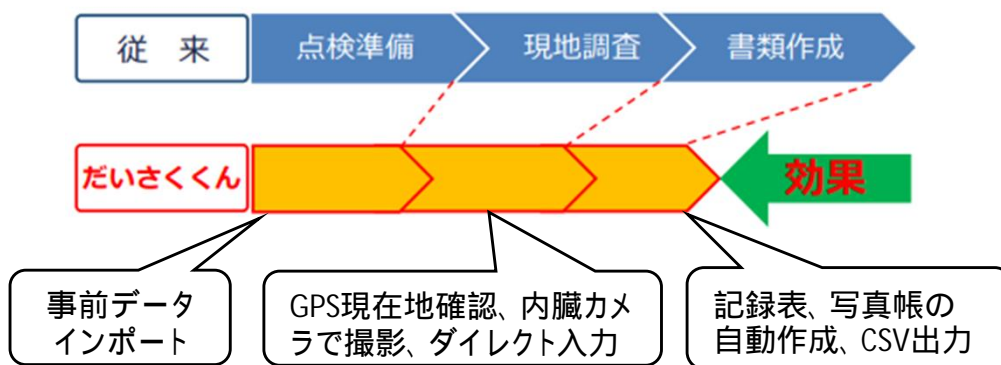 従来
点検準備
現地調査
書類作成
だいさくくん
効果
事前データ
インポート
GPS現在地確認、内臓カメ
ラで撮影、ダイレクト入力
記録表、写真帳の
自動作成、CSV出力